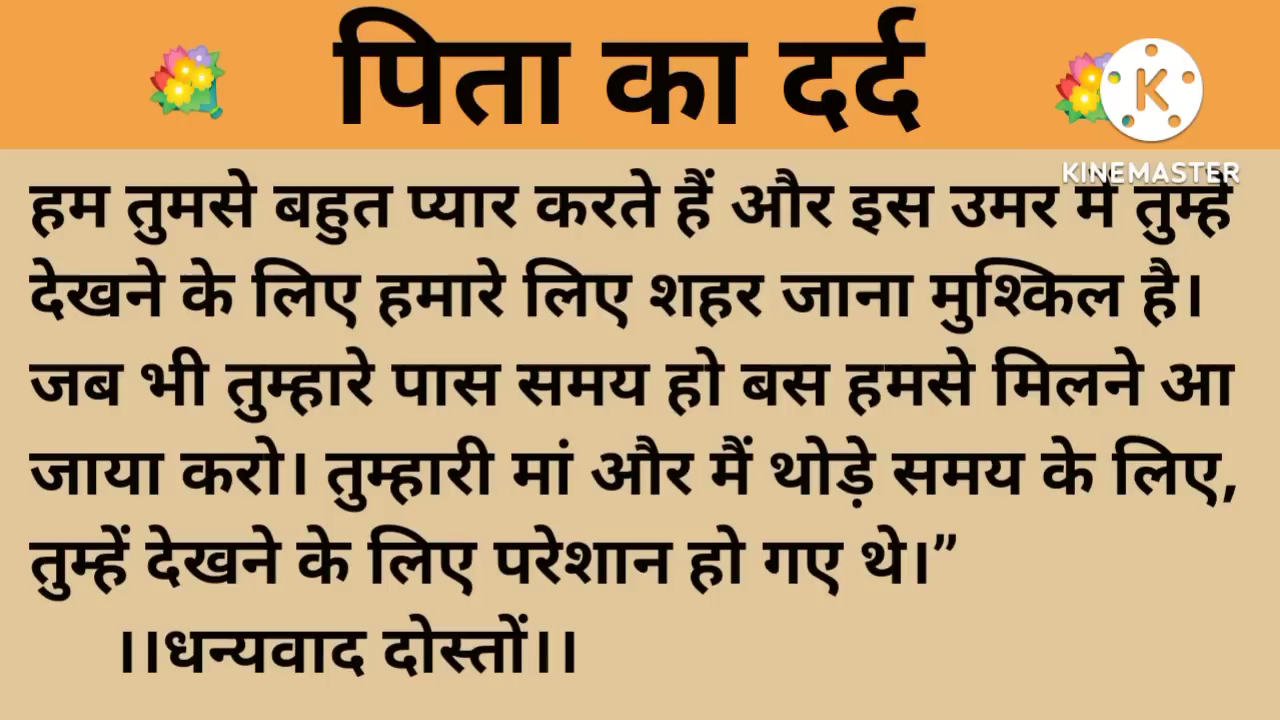 पिता का दर्द
KINEMASTER
हम तुमसे बहुत प्यार करते हैं और इस उमर में तुम्हें
देखने के लिए हमारे लिए शहर जाना मुश्किल है।
जब भी तुम्हारे पास समय हो बस हमसे मिलने आ
जाया करो। तुम्हारी मां और मैं थोड़े समय के लिए,
तुम्हें देखने के लिए परेशान हो गए थे।”
।।धन्यवाद दोस्तों।।